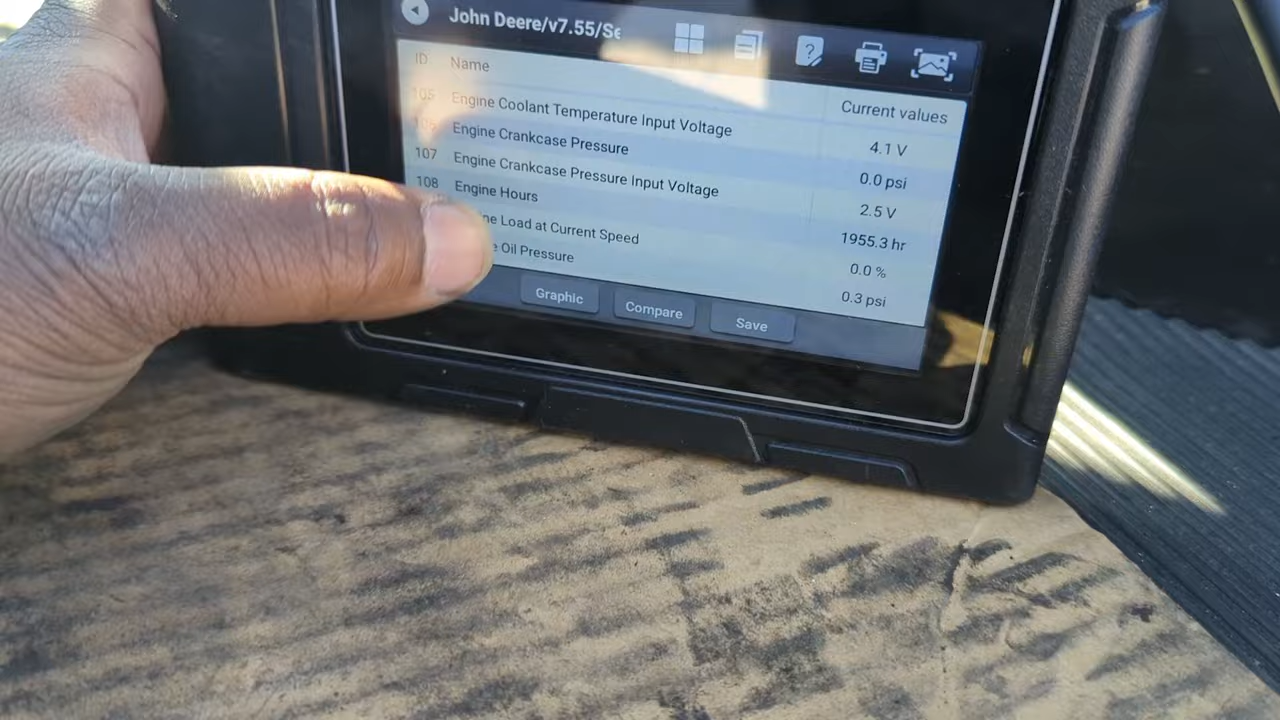 John Deere/v7.55/Se
?
ID Name Current values
105 Engine Coolant Temperature Input Voltage 4.1 V
Engine Crankcase Pressure 0.0 psi
107 Engine Crankcase Pressure Input Voltage 2.5 V
108 Engine Hours 1955.3 hr
ne Load at Current Speed 0.0 %
e Oil Pressure 0.3 psi
Graphic Compare Save